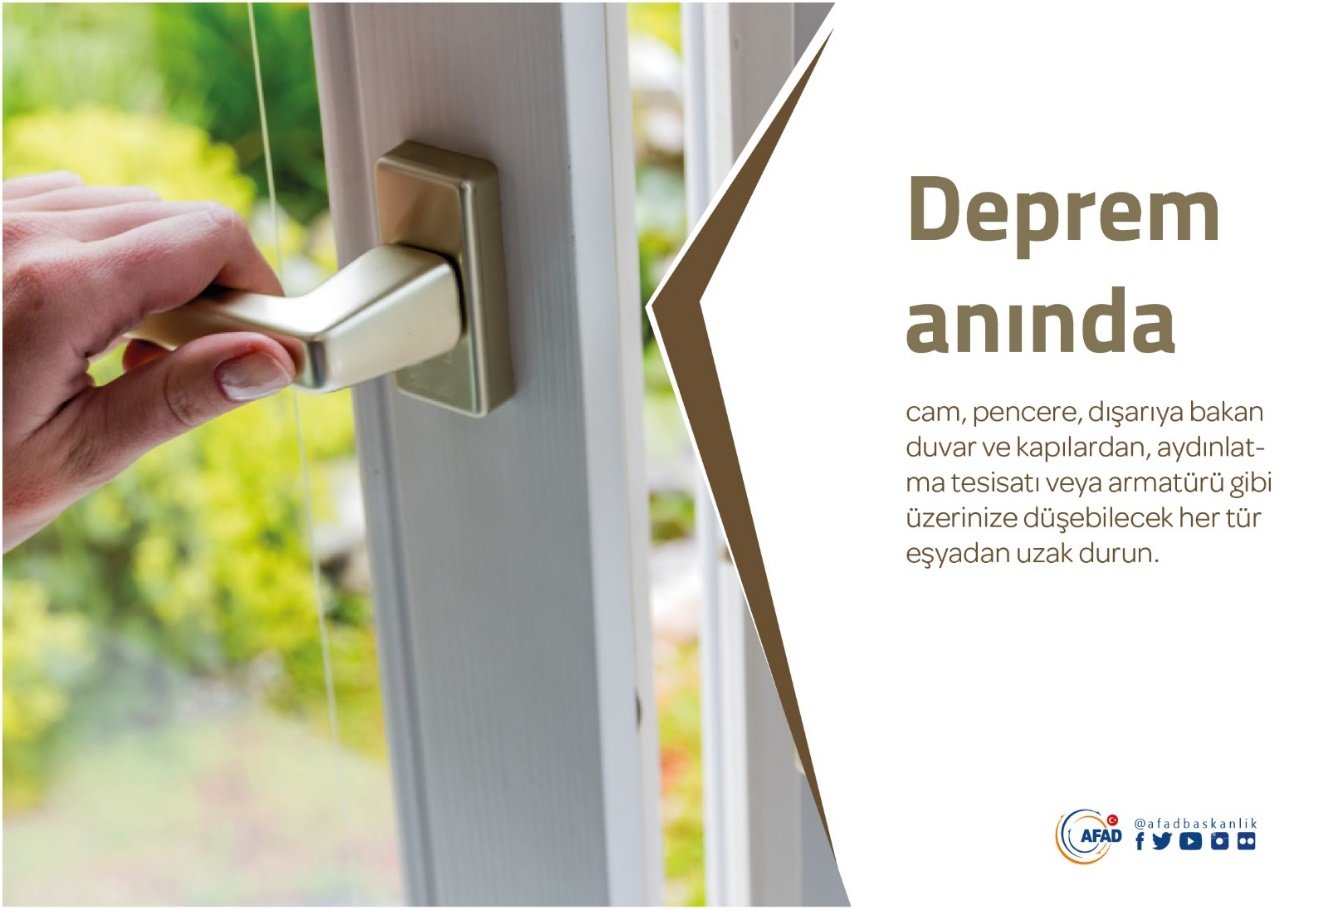 Deprem
anında
cam, pencere, dışarıya bakan
duvar ve kapılardan, aydınlat-
ma tesisatı veya armatürü gibi
üzerinize düşebilecek her tür
eşyadan uzak durun.
AFAD
@afadbaskanlik